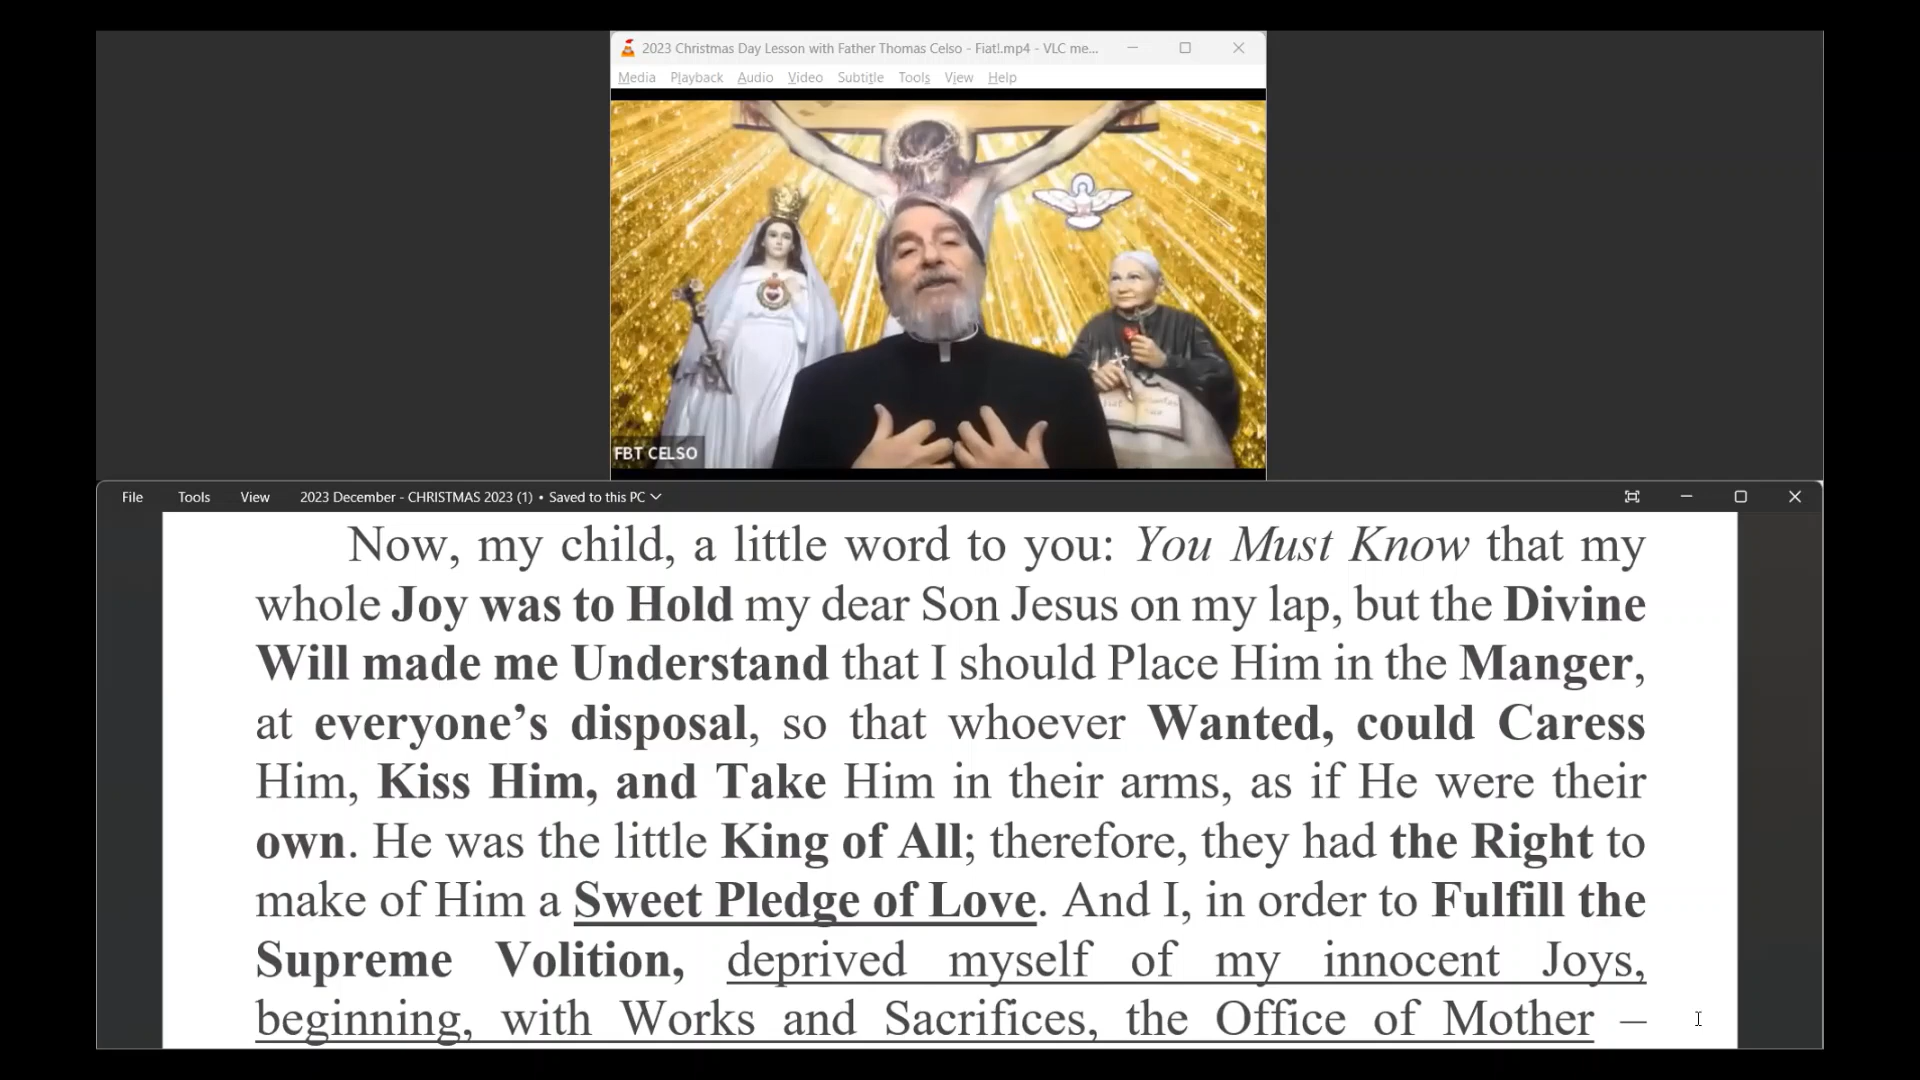 2023 Christmas Day Lesson with Father Thomas Celso - Fiat!.mp4 - VLC me...
Media Playback Audio Video Subtitle Tools View Help
FBT CELSO
File Tools View 2023 December - CHRISTMAS 2023 (1) • Saved to this PC
Now, my child, a little word to you: You Must Know that my
whole Joy was to Hold my dear Son Jesus on my lap, but the Divine
Will made me Understand that I should Place Him in the Manger,
at everyone’s disposal, so that whoever Wanted, could Caress
Him, Kiss Him, and Take Him in their arms, as if He were their
own. He was the little King of All; therefore, they had the Right to
make of Him a Sweet Pledge of Love. And I, in order to Fulfill the
Supreme Volition, deprived myself of my innocent Joys,
beginning, with Works and Sacrifices, the Office of Mother –